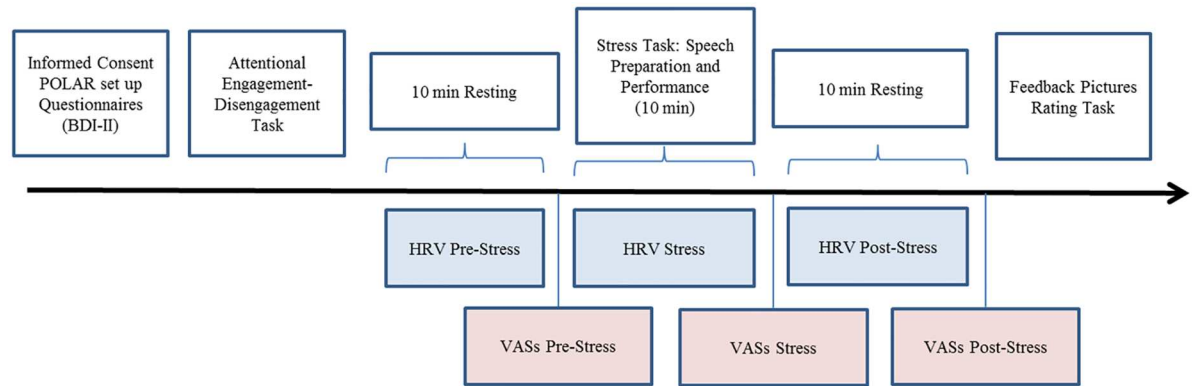 Informed Consent
POLAR set up
Questionnaires
(BDI-II)
Attentional
Engagement-
Disengagement
Task
10 min Resting
Stress Task: Speech
Preparation and
Performance
(10 min)
10 min Resting
Feedback Pictures
Rating Task
HRV Pre-Stress
HRV Stress
HRV Post-Stress
VASs Pre-Stress
VASs Stress
VASs Post-Stress